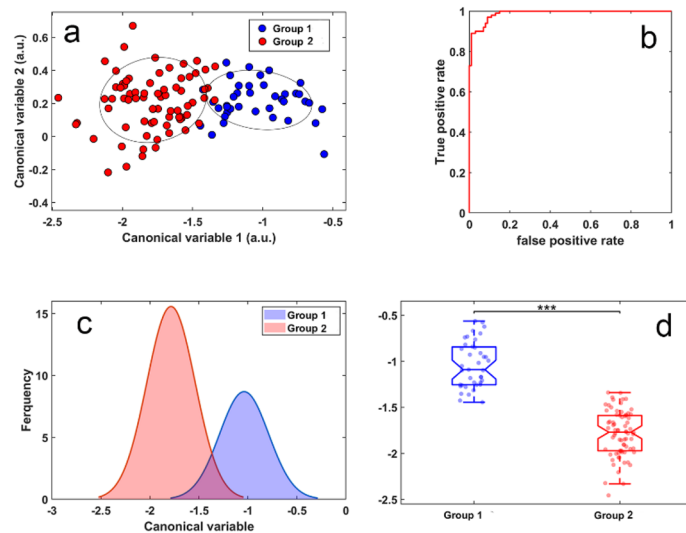 a
Group 1
Group 2
Canonical variable 2 (a.u.)
0.6
0.4
0.2
0
-0.2
-0.4
-2.5 -2 -1.5 -1 -0.5
Canonical variable 1 (a.u.)
b
True positive rate
1
0.8
0.6
0.4
0.2
0
0 0.2 0.4 0.6 0.8 1
false positive rate
c
Group 1
Group 2
Ferquency
15
10
5
0
-3 -2.5 -2 -1.5 -1 -0.5 0
Canonical variable
d
***
-0.5
-1
-1.5
-2
-2.5
Group 1 Group 2